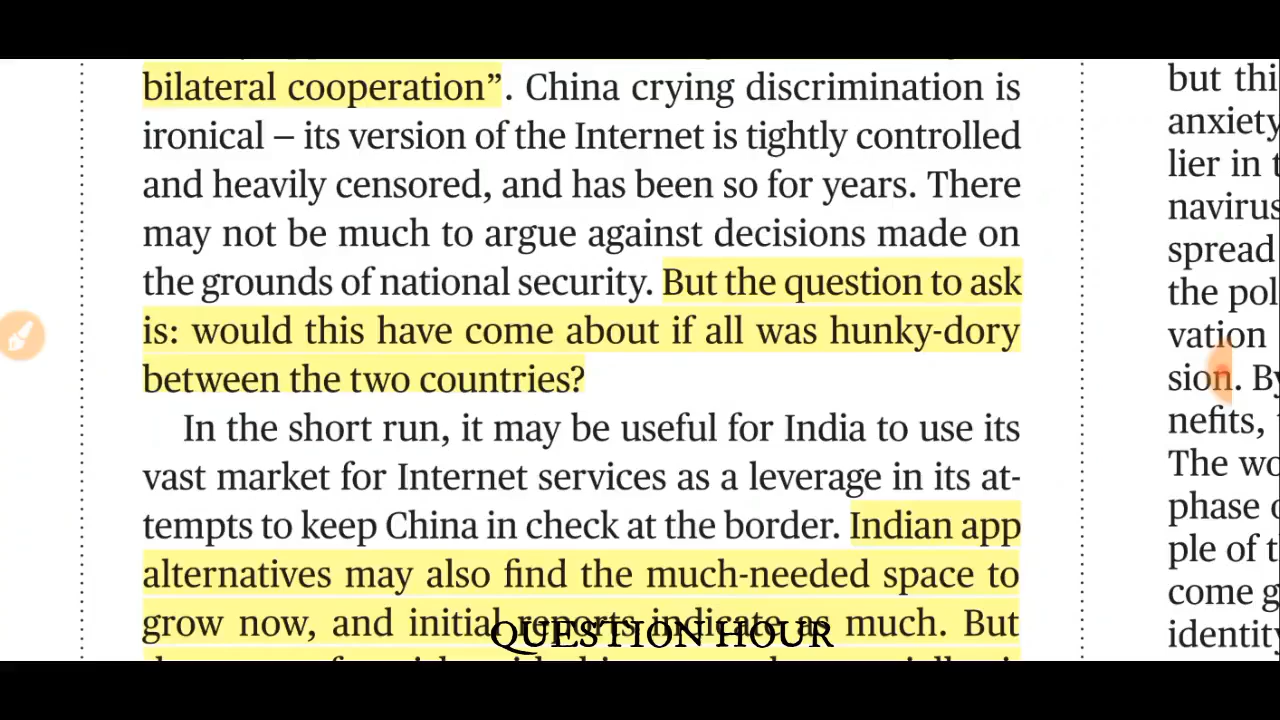 bilateral cooperation”. China crying discrimination is
ironical – its version of the Internet is tightly controlled
and heavily censored, and has been so for years. There
may not be much to argue against decisions made on
the grounds of national security. But the question to ask
is: would this have come about if all was hunky-dory
between the two countries?
In the short run, it may be useful for India to use its
vast market for Internet services as a leverage in its at-
tempts to keep China in check at the border. Indian app
alternatives may also find the much-needed space to
grow now, and initial reports indicate as much. But
QUESTION HOUR
but thi
anxiety
lier in t
navirus
spread
the pol
vation
sion. By
nefits,
The wo
phase o
ple of t
come g
identity